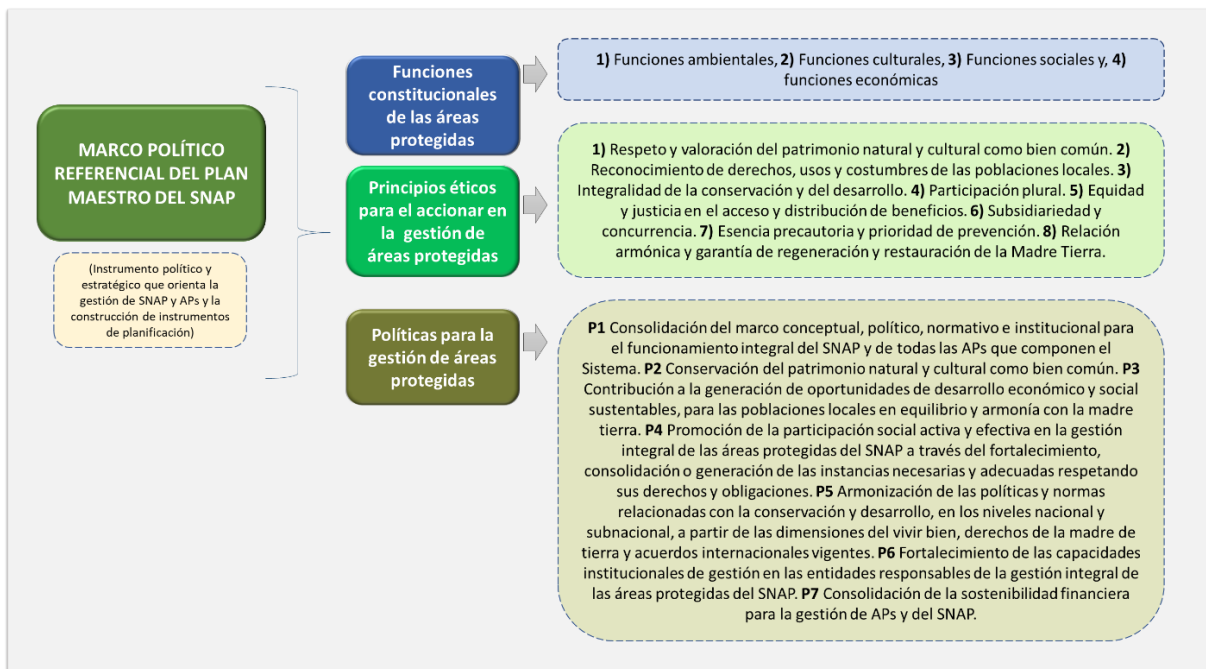 MARCO POLÍTICO
REFERENCIAL DEL PLAN
MAESTRO DEL SNAP
(Instrumento político y
estratégico que orienta la
gestión de SNAP y APs y la
construcción de instrumentos
de planificación)
Funciones
constitucionales
de las áreas
protegidas
1) Funciones ambientales, 2) Funciones culturales, 3) Funciones sociales y, 4)
funciones económicas
Principios éticos
para el accionar en
la gestión de
áreas protegidas
1) Respeto y valoración del patrimonio natural y cultural como bien común. 2)
Reconocimiento de derechos, usos y costumbres de las poblaciones locales. 3)
Integralidad de la conservación y del desarrollo. 4) Participación plural. 5) Equidad
y justicia en el acceso y distribución de beneficios. 6) Subsidiariedad y
concurrencia. 7) Esencia precautoria y prioridad de prevención. 8) Relación
armónica y garantía de regeneración y restauración de la Madre Tierra.
Políticas para la
gestión de áreas
protegidas
P1 Consolidación del marco conceptual, político, normativo e institucional para
el funcionamiento integral del SNAP y de todas las APs que componen el
Sistema. P2 Conservación del patrimonio natural y cultural como bien común. P3
Contribución a la generación de oportunidades de desarrollo económico y social
sustentables, para las poblaciones locales en equilibrio y armonía con la madre
tierra. P4 Promoción de la participación social activa y efectiva en la gestión
integral de las áreas protegidas del SNAP a través del fortalecimiento,
consolidación o generación de las instancias necesarias y adecuadas respetando
sus derechos y obligaciones. P5 Armonización de las políticas y normas
relacionadas con la conservación y desarrollo, en los niveles nacional y
subnacional, a partir de las dimensiones del vivir bien, derechos de la madre de
tierra y acuerdos internacionales vigentes. P6 Fortalecimiento de las capacidades
institucionales de gestión en las entidades responsables de la gestión integral de
las áreas protegidas del SNAP. P7 Consolidación de la sostenibilidad financiera
para la gestión de APs y del SNAP.